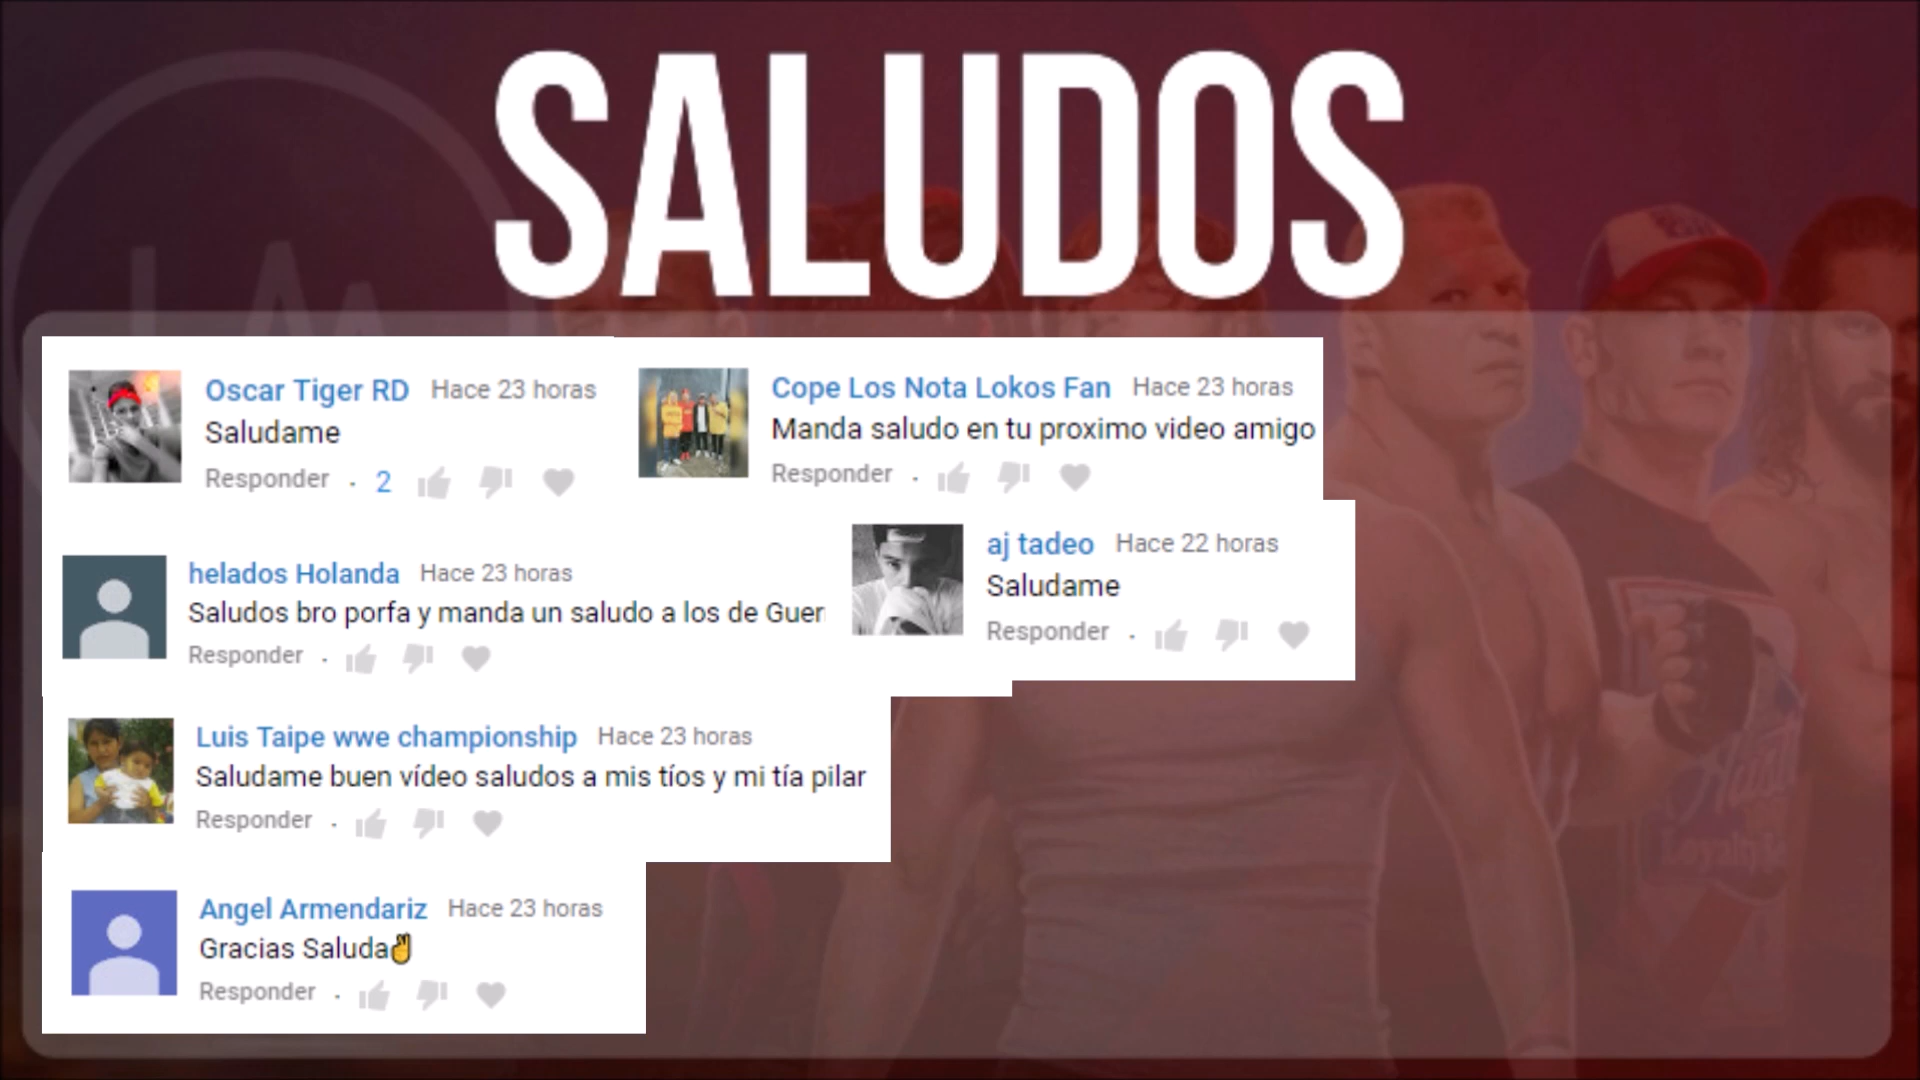 SALUDOS
Oscar Tiger RD Hace 23 horas
Saludame
Responder . 2
Cope Los Nota Lokos Fan Hace 23 horas
Manda saludo en tu proximo video amigo
Responder .
helados Holanda Hace 23 horas
Saludos bro porfa y manda un saludo a los de Guer
Responder .
aj tadeo Hace 22 horas
Saludame
Responder .
Luis Taipe wwe championship Hace 23 horas
Saludame buen vídeo saludos a mis tíos y mi tía pilar
Responder .
Angel Armendariz Hace 23 horas
Gracias Saluda✌
Responder .